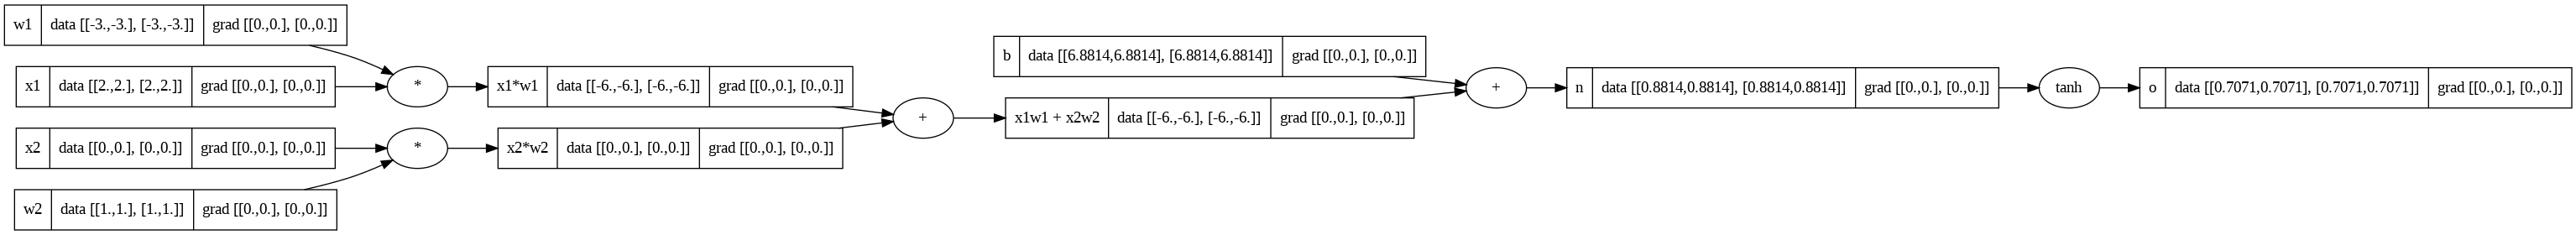 w1 data [[-3.,-3.], [-3.,-3.]] grad [[0.,0.], [0.,0.]]
x1 data [[2.,2.], [2.,2.]] grad [[0.,0.], [0.,0.]]
*
x1*w1 data [[-6.,-6.], [-6.,-6.]] grad [[0.,0.], [0.,0.]]
x2 data [[0.,0.], [0.,0.]] grad [[0.,0.], [0.,0.]]
*
x2*w2 data [[0.,0.], [0.,0.]] grad [[0.,0.], [0.,0.]]
w2 data [[1.,1.], [1.,1.]] grad [[0.,0.], [0.,0.]]
+
b data [[6.8814,6.8814], [6.8814,6.8814]] grad [[0.,0.], [0.,0.]]
x1w1 + x2w2 data [[-6.,-6.], [-6.,-6.]] grad [[0.,0.], [0.,0.]]
+
n data [[0.8814,0.8814], [0.8814,0.8814]] grad [[0.,0.], [0.,0.]]
tanh
o data [[0.7071,0.7071], [0.7071,0.7071]] grad [[0.,0.], [0.,0.]]